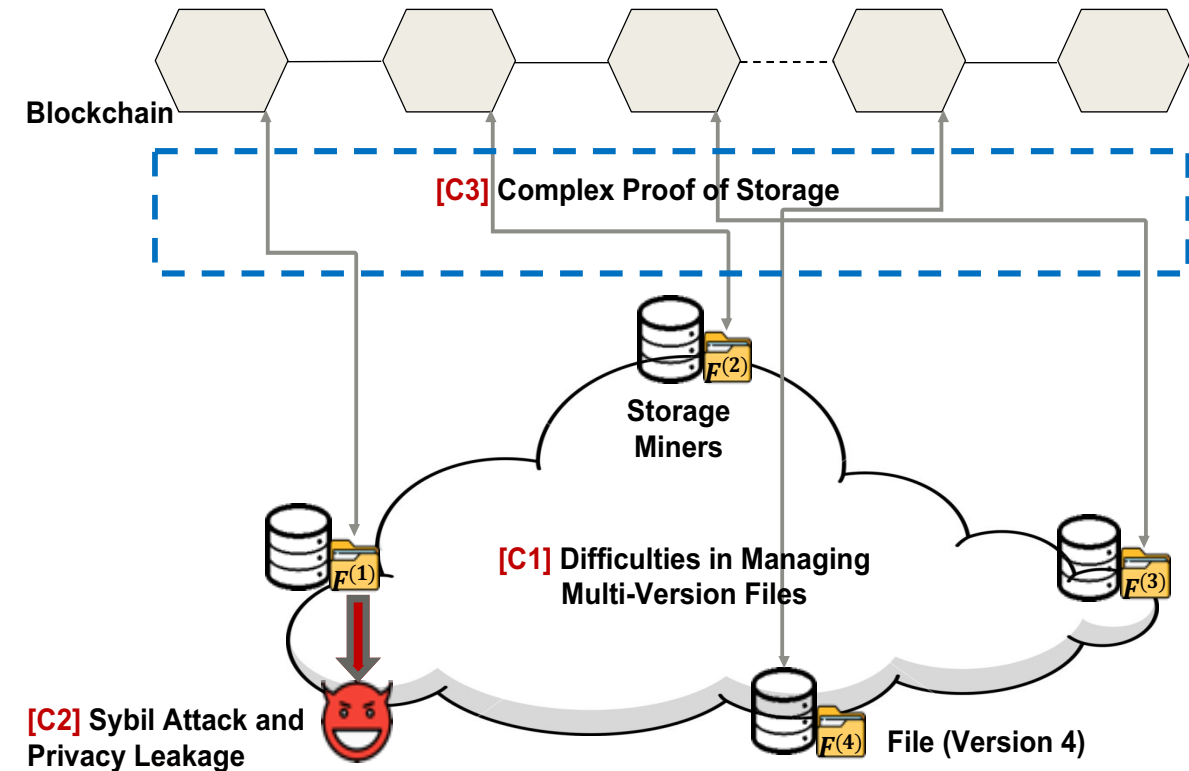 Blockchain
[C3] Complex Proof of Storage
F(2)
Storage
Miners
F(1)
[C1] Difficulties in Managing
Multi-Version Files
F(3)
[C2] Sybil Attack and
Privacy Leakage
F(4)
File (Version 4)